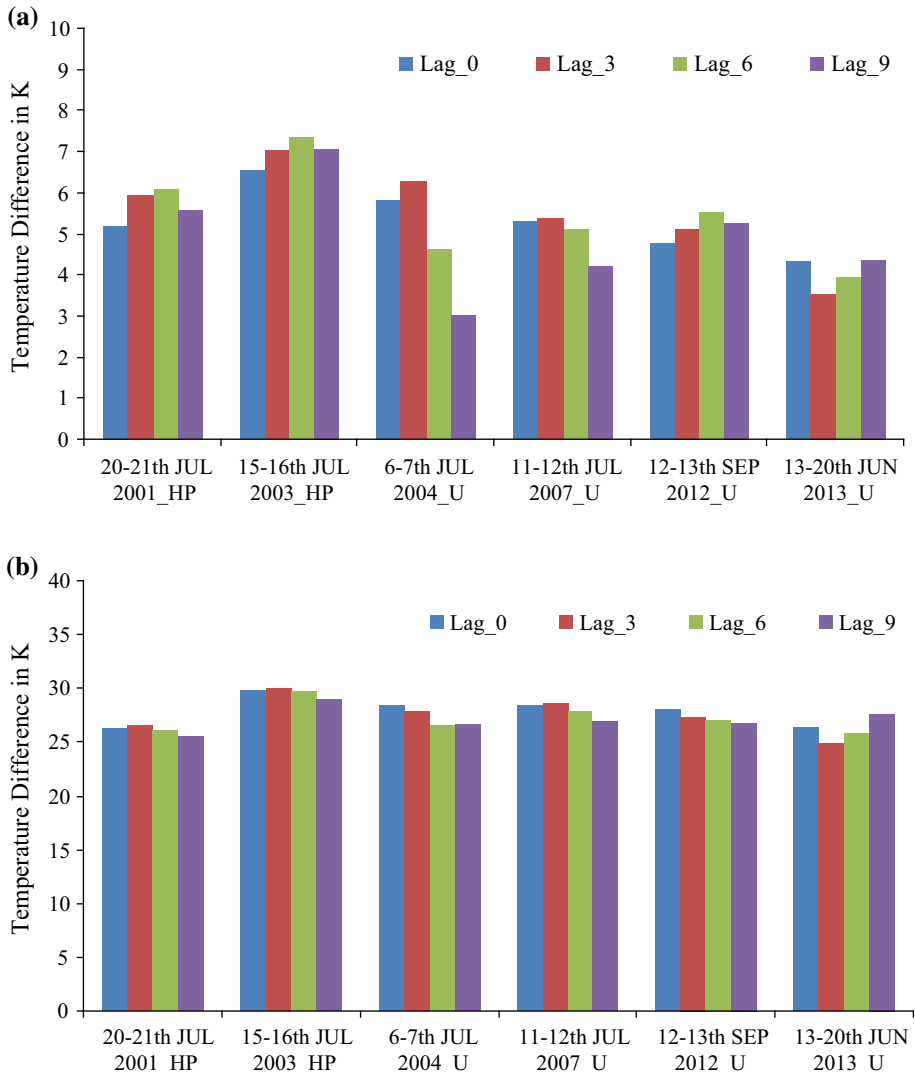 (a)
Temperature Difference in K
10
9
8
7
6
5
4
3
2
1
0
Lag_0 Lag_3 Lag_6 Lag_9
20-21th JUL 15-16th JUL 6-7th JUL 11-12th JUL 12-13th SEP 13-20th JUN
2001_HP 2003_HP 2004_U 2007_U 2012_U 2013_U
(b)
Temperature Difference in K
40
35
30
25
20
15
10
5
0
Lag_0 Lag_3 Lag_6 Lag_9
20-21th JUL 15-16th JUL 6-7th JUL 11-12th JUL 12-13th SEP 13-20th JUN
2001 HP 2003 HP 2004 U 2007 U 2012 U 2013 U